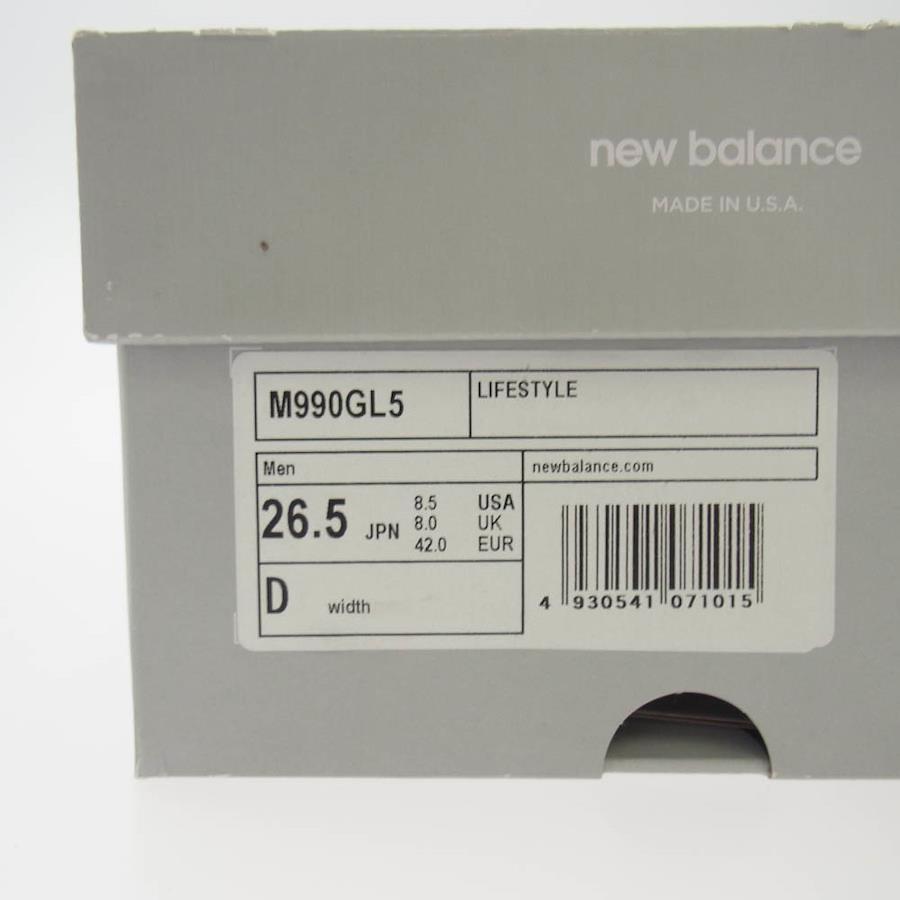 new balance
MADE IN U.S.A.
M990GL5
LIFESTYLE
Men
newbalance.com
26.5 JPN
8.5 USA
8.0 UK
42.0 EUR
D width
4 930541 071015